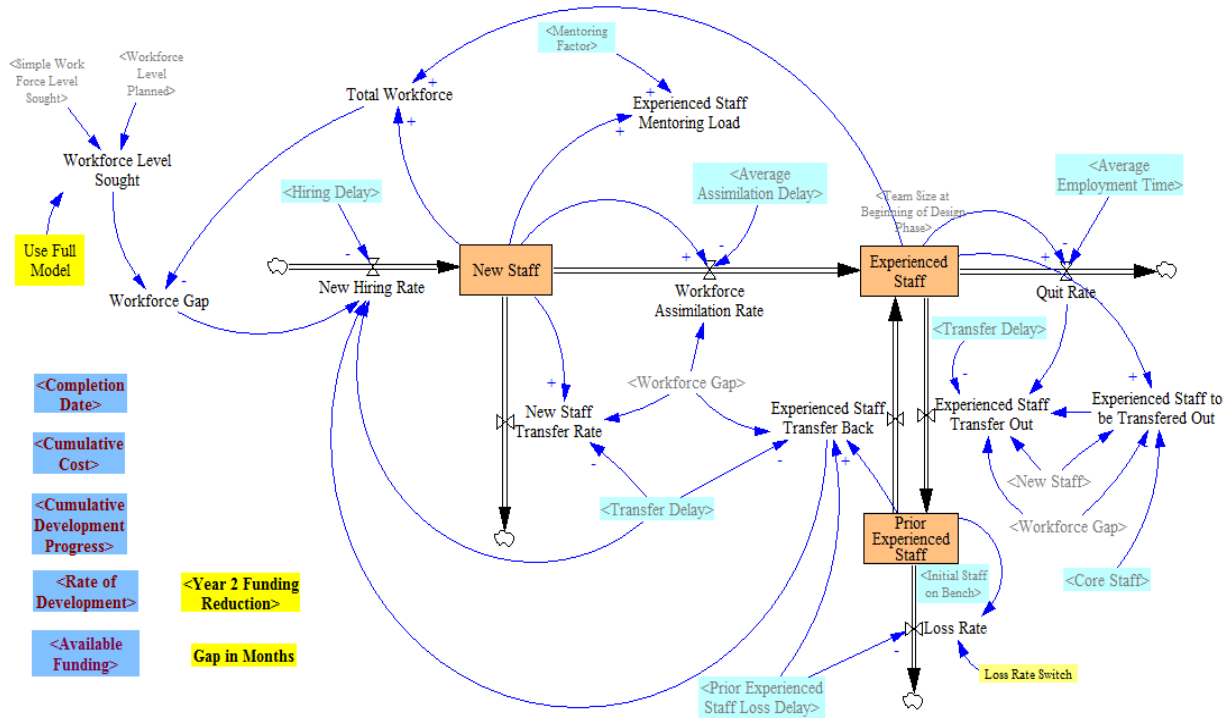 <Mentoring
Factor>
<Simple Work
Force Level
Sought>
<Workforce
Level
Planned>
+
+
Total Workforce
+
Experienced Staff
Mentoring Load
+
+
Workforce Level
Sought
<Hiring Delay>
<Average
Assimilation Delay>
<Average
Employment Time>
<Team Size at
Beginning of Design
Phase>
Use Full
Model
-
New Staff
+
-
Experienced
Staff
+
-
Workforce Gap
-
New Hiring Rate
+
Workforce
Assimilation Rate
Quit Rate
<Transfer Delay>
<Completion
Date>
<Workforce Gap>
+
New Staff
Transfer Rate
-
Experienced Staff
Transfer Back
-
+
-
Experienced Staff
Transfer Out
+
Experienced Staff to
be Transfered Out
-
-
<Cumulative
Cost>
<New Staff>
<Transfer Delay>
<Cumulative
Development
Progress>
<Workforce Gap>
Prior
Experienced
Staff
<Rate of
Development>
<Year 2 Funding
Reduction>
<Initial Staff
on Bench>
<Core Staff>
<Available
Funding>
Gap in Months
Loss Rate
-
<Prior Experienced
Staff Loss Delay>
Loss Rate Switch